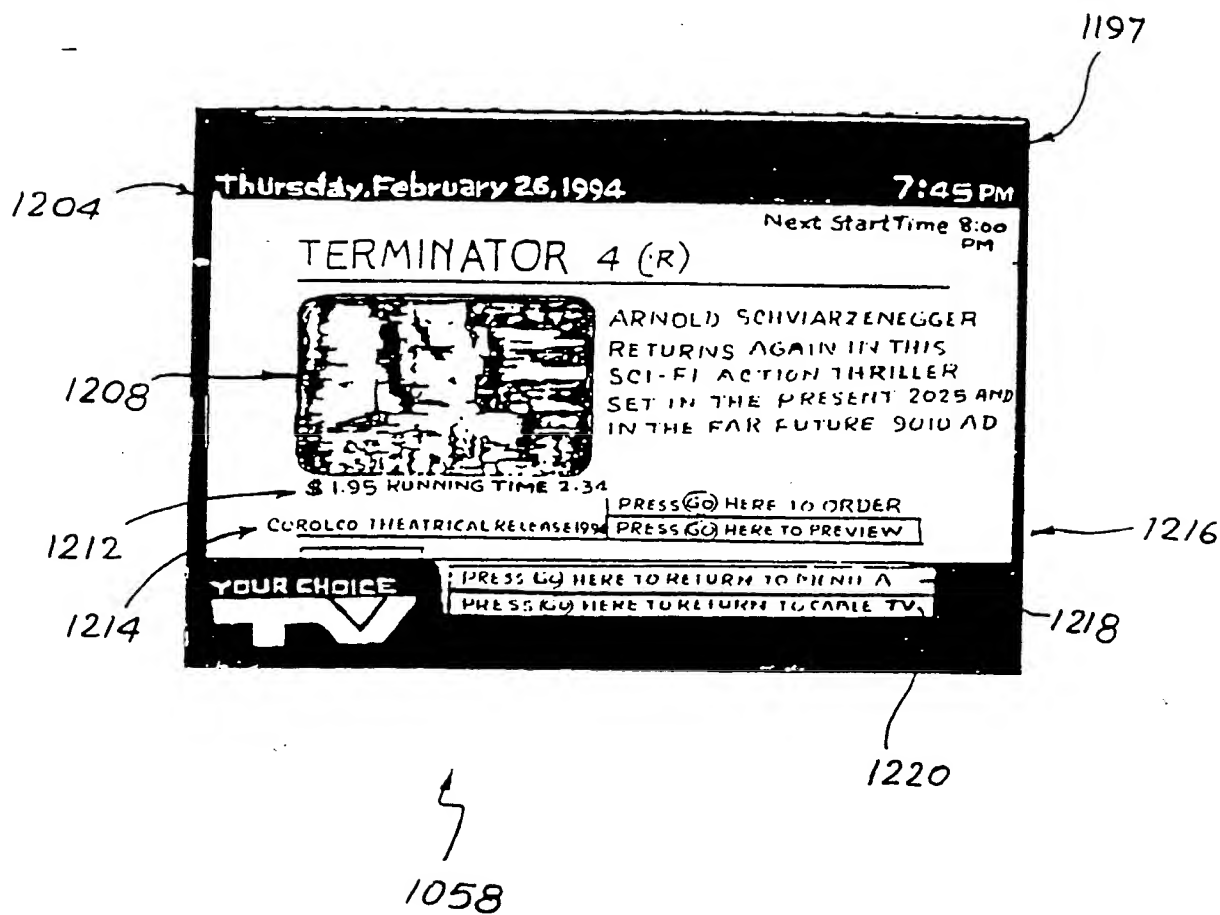 1197
Thursday, February 26, 1994 7:45 PM
1204
Next Start Time 8:00 PM
TERMINATOR 4 (R)
ARNOLD SCHVIARZENEGGER
RETURNS AGAIN IN THIS
SCI-FI ACTION THRILLER
SET IN THE PRESENT 2025 AND
IN THE FAR FUTURE 9010 AD
1208
$1.95 RUNNING TIME 2.34
PRESS GO HERE TO ORDER
1212
COROLCO THEATRICAL RELEASE 1994
PRESS GO HERE TO PREVIEW
1216
YOUR CHOICE
TV
PRESS GO HERE TO RETURN TO MENU A
PRESS GO HERE TO RETURN TO CABLE TV
1214
1218
1220
1058